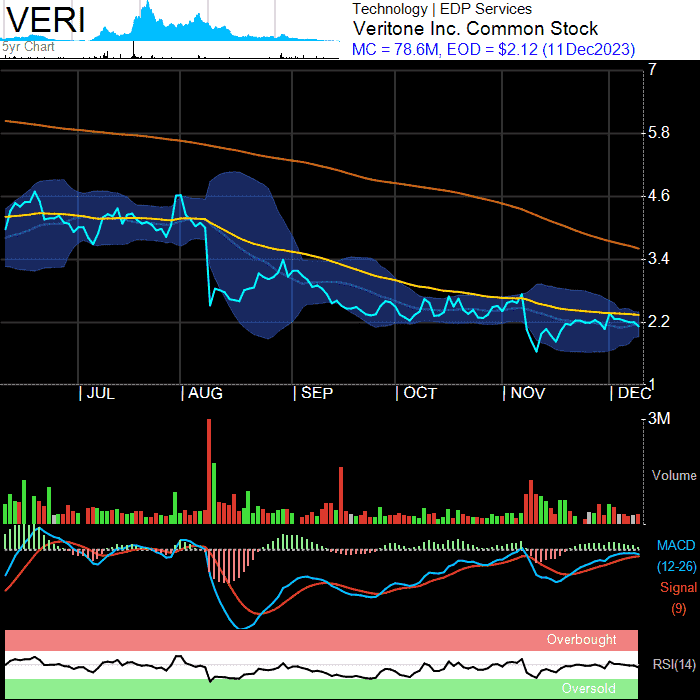 VERI
5yr Chart
Technology | EDP Services
Veritone Inc. Common Stock
MC = 78.6M, EOD = $2.12 (11Dec2023)
7
5.8
4.6
3.4
2.2
1
JUL AUG SEP OCT NOV DEC
3M
Volume
MACD
(12-26)
Signal
(9)
Overbought
RSI(14)
Oversold